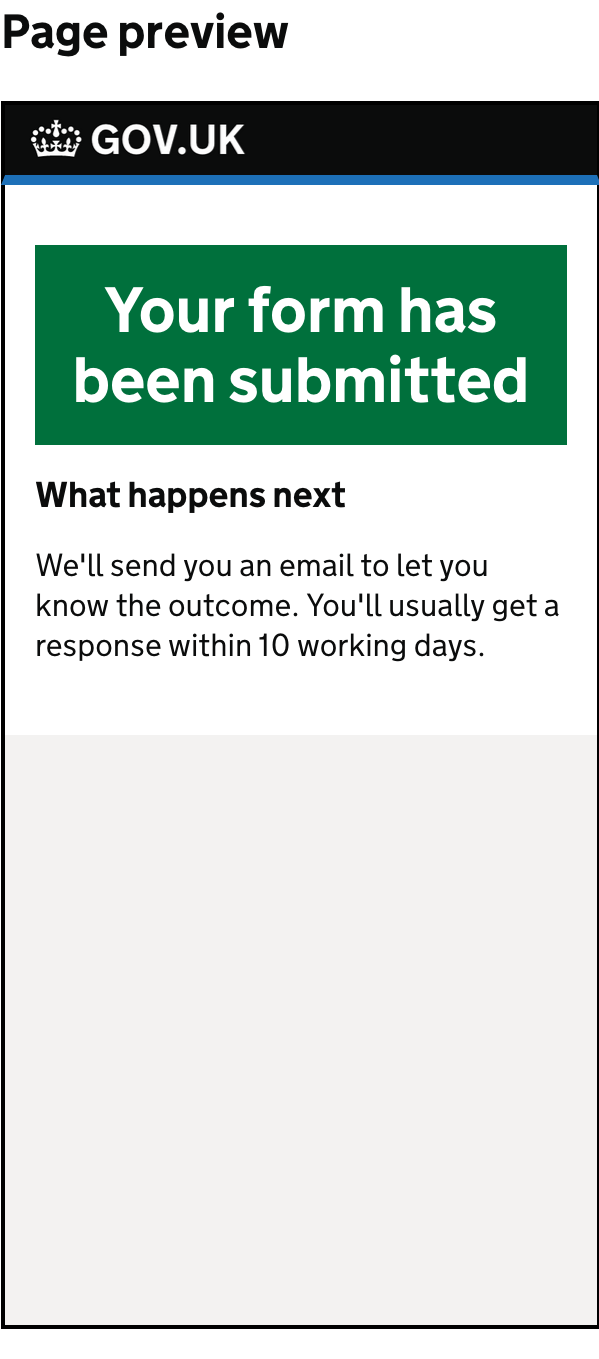 Page preview
GOV.UK
Your form has
been submitted
What happens next
We'll send you an email to let you
know the outcome. You'll usually get a
response within 10 working days.